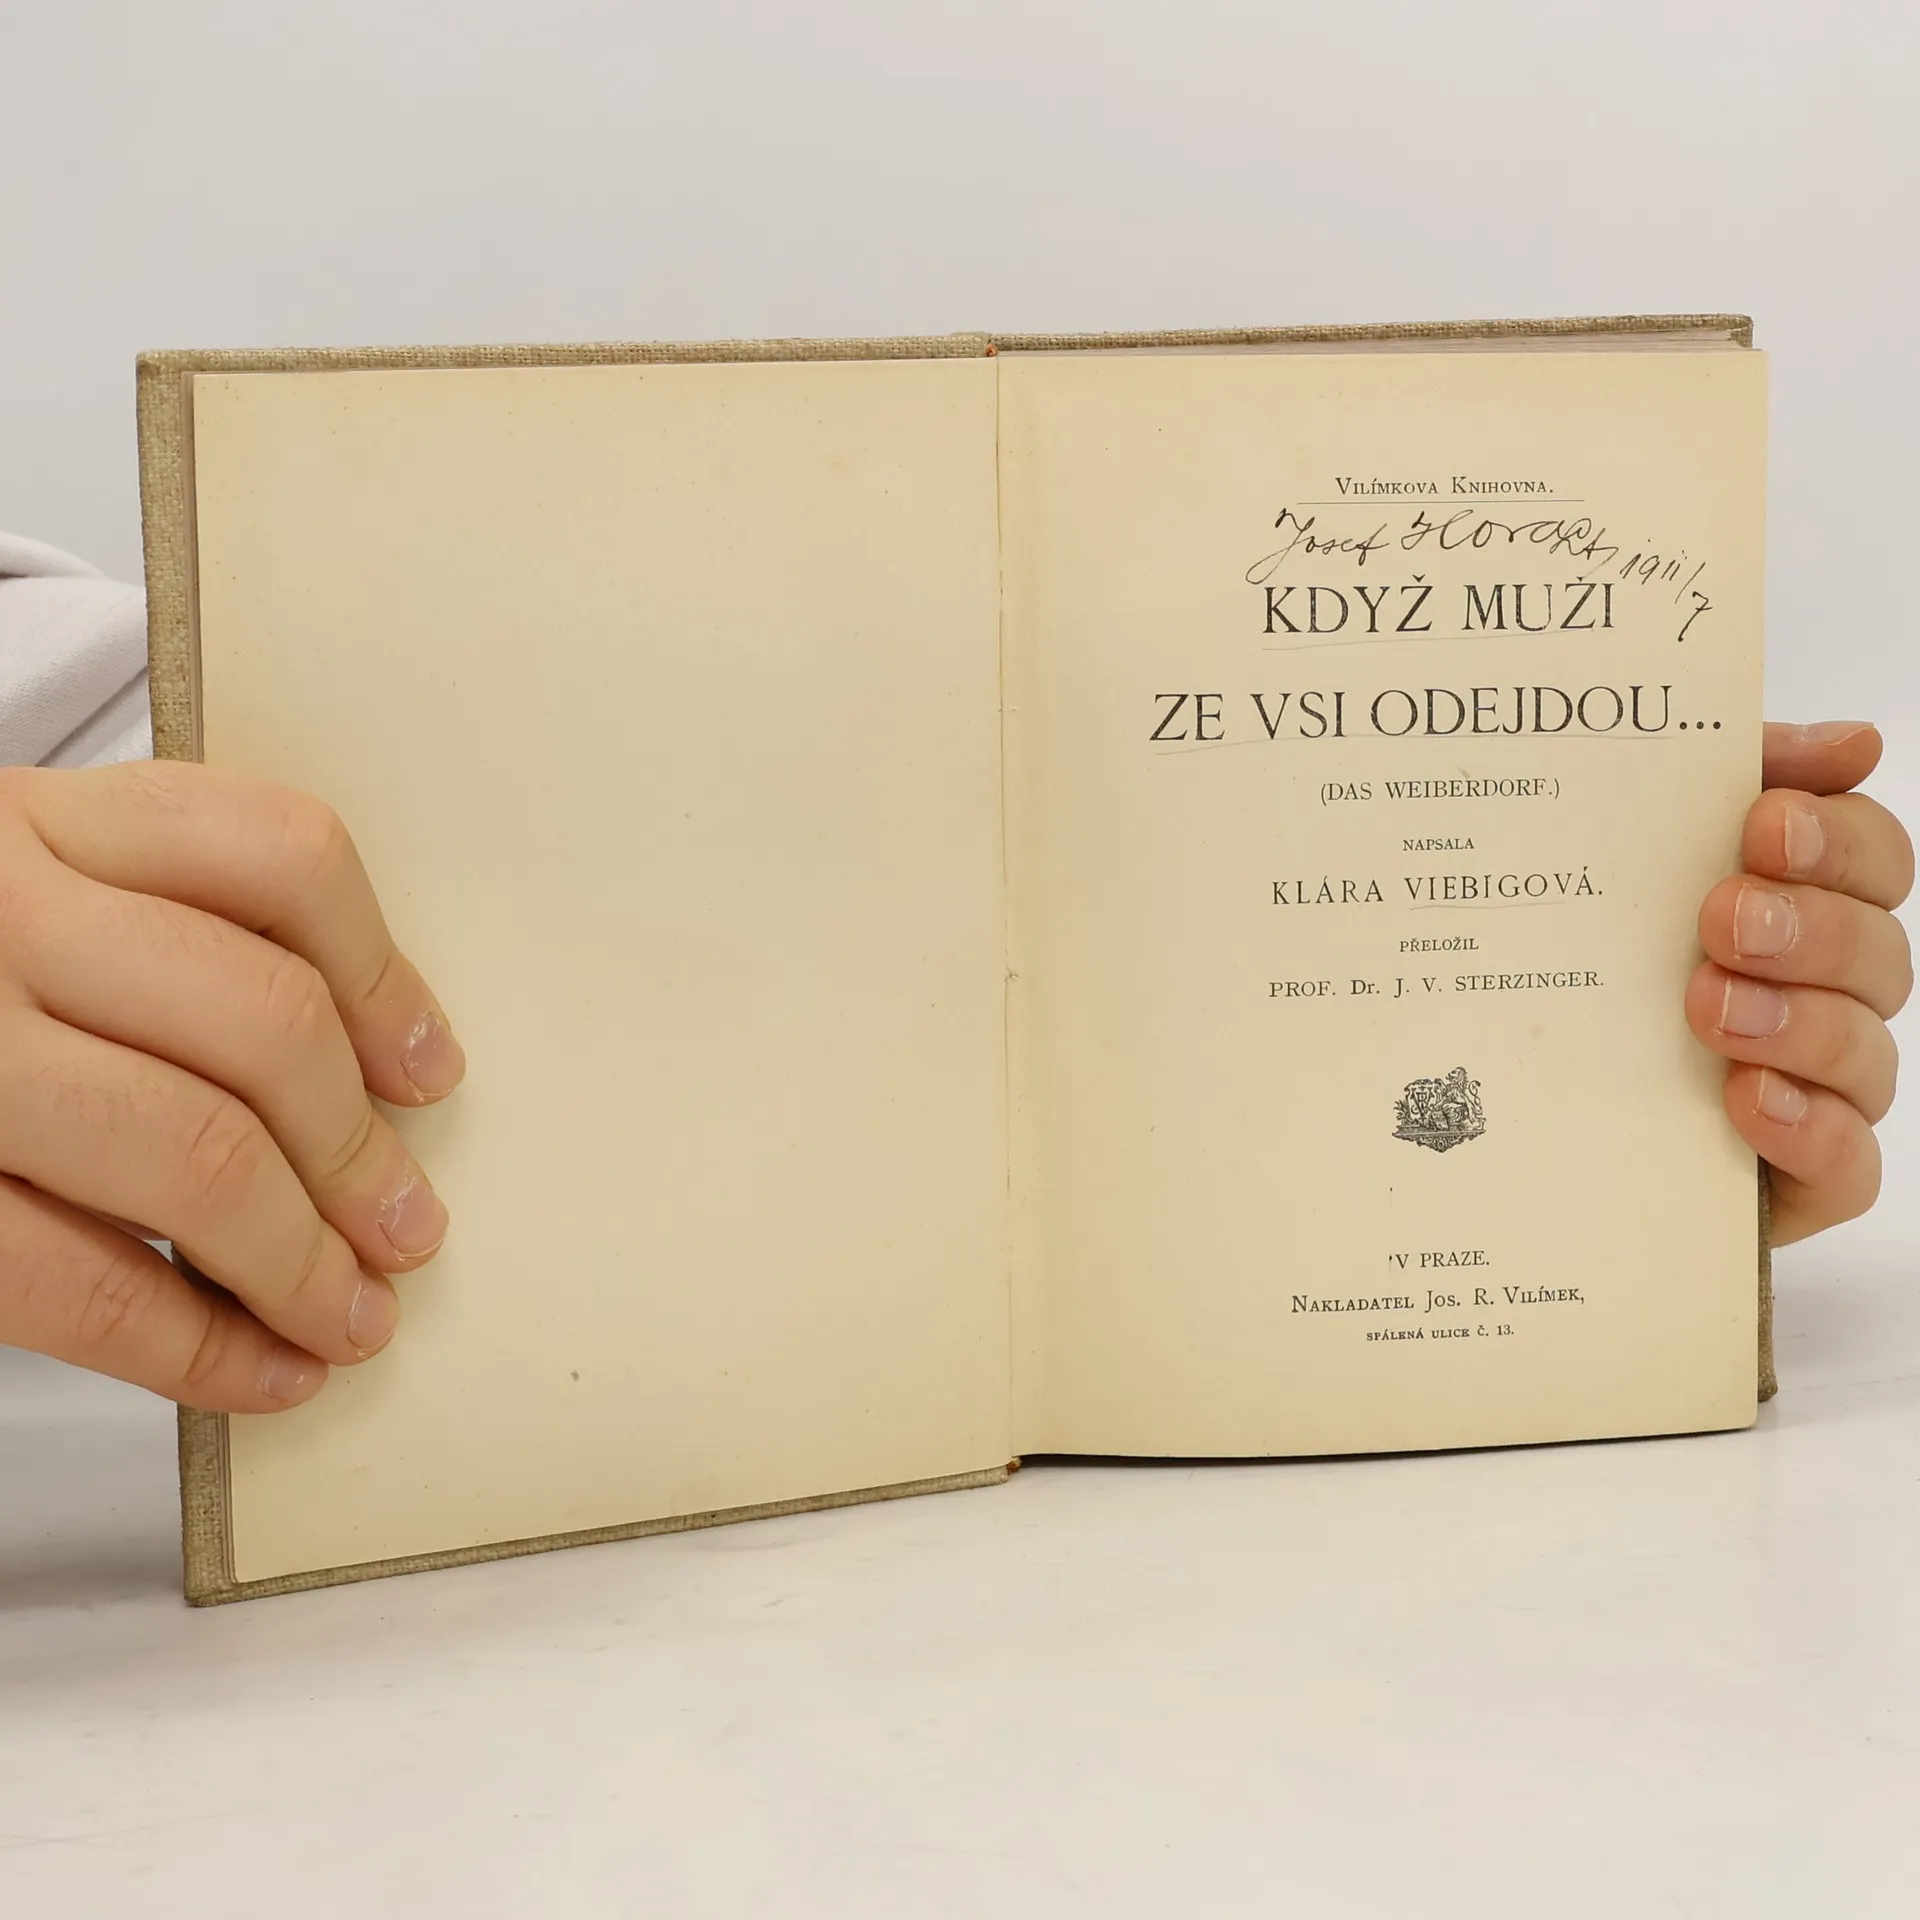 Vilímkova Knihovna.
Josef 1911/7
KDYŽ MUŽI
ZE VSI ODEJDOU...
(DAS WEIBERDORF.)
NAPSALA
KLÁRA VIEBIGOVÁ.
PŘELOŽIL
PROF. Dr. J. V. STERZINGER.
V PRAZE.
Nakladatel Jos. R. Vilímek,
SPÁLENÁ ULICE Č. 13.